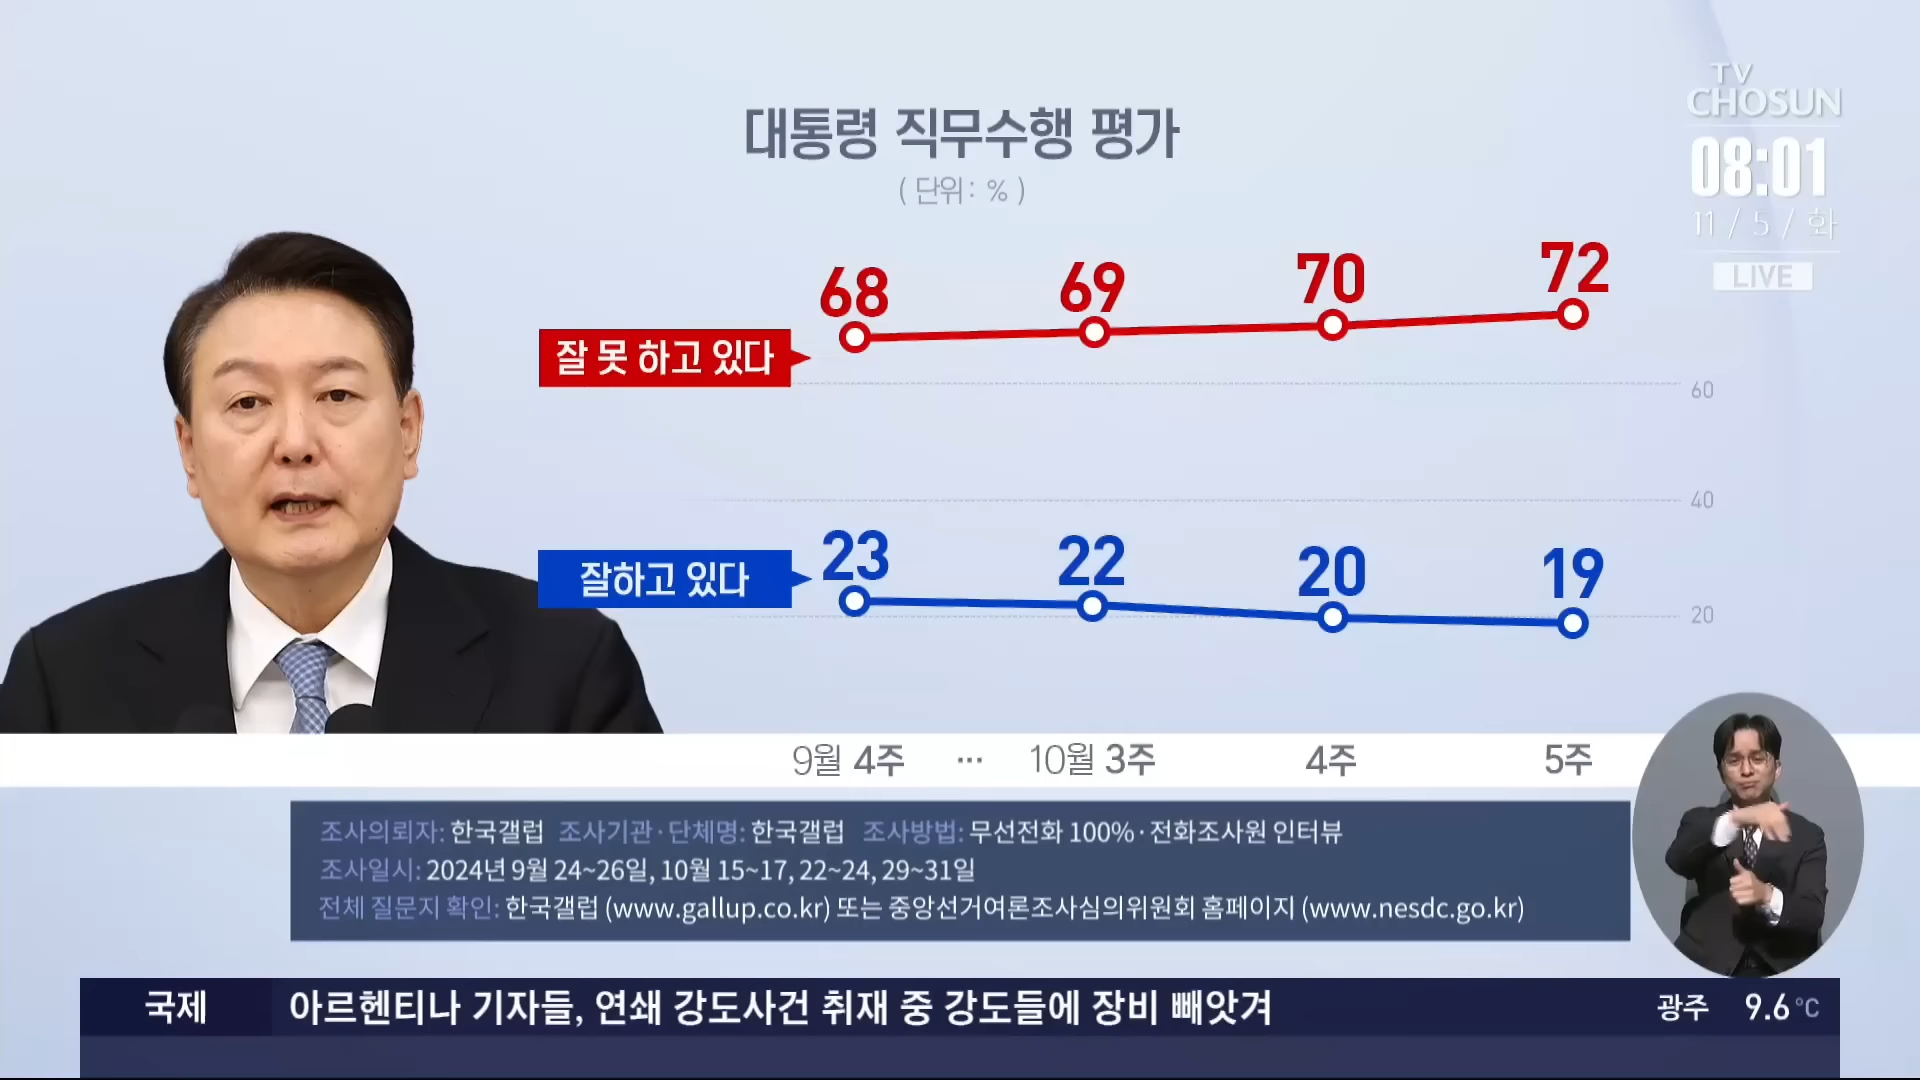 TV
CHOSUN
08:01
11 / 5 / 화
LIVE
대통령 직무수행 평가
( 단위 : % )
68 69 70 72
잘 못 하고 있다
60
40
23 22 20 19
잘하고 있다
20
9월 4주 ··· 10월 3주 4주 5주
조사의뢰자: 한국갤럽 조사기관·단체명: 한국갤럽 조사방법: 무선전화 100%·전화조사원 인터뷰
조사일시: 2024년 9월 24~26일, 10월 15~17, 22~24, 29~31일
전체 질문지 확인: 한국갤럽 (www.gallup.co.kr) 또는 중앙선거여론조사심의위원회 홈페이지 (www.nesdc.go.kr)
국제 아르헨티나 기자들, 연쇄 강도사건 취재 중 강도들에 장비 빼앗겨 광주 9.6 °C